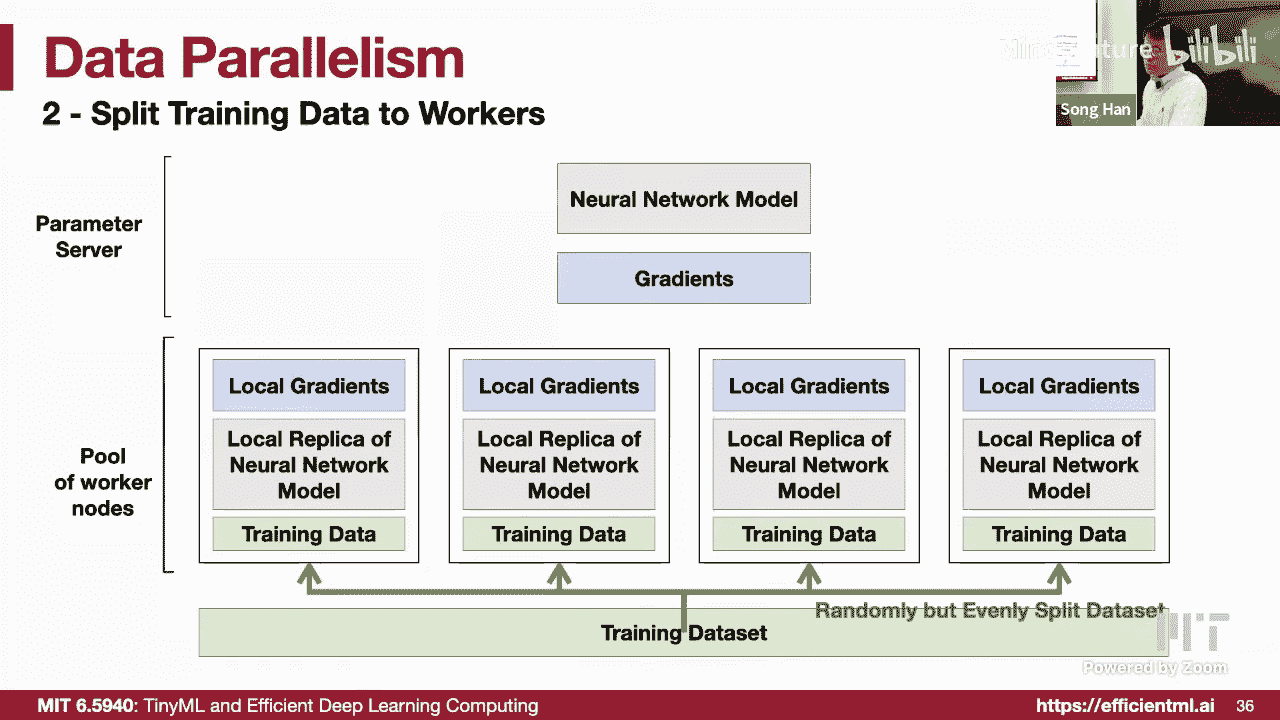 Data Parallelism
2 - Split Training Data to Workers
bilibili
Song Han
Parameter
Server
Neural Network Model
Gradients
Pool
of worker
nodes
Local Gradients
Local Replica of
Neural Network
Model
Training Data
Local Gradients
Local Replica of
Neural Network
Model
Training Data
Local Gradients
Local Replica of
Neural Network
Model
Training Data
Local Gradients
Local Replica of
Neural Network
Model
Training Data
Randomly but Evenly Split Dataset
Training Dataset
MIT
Powered by Zoom
MIT 6.5940: TinyML and Efficient Deep Learning Computing
https://efficientml.ai
36